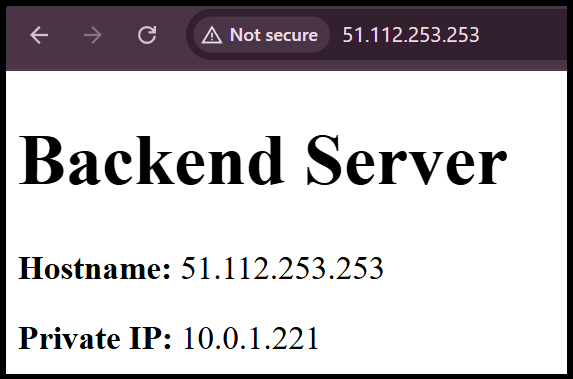 Not secure 51.112.253.253
Backend Server
Hostname: 51.112.253.253
Private IP: 10.0.1.221